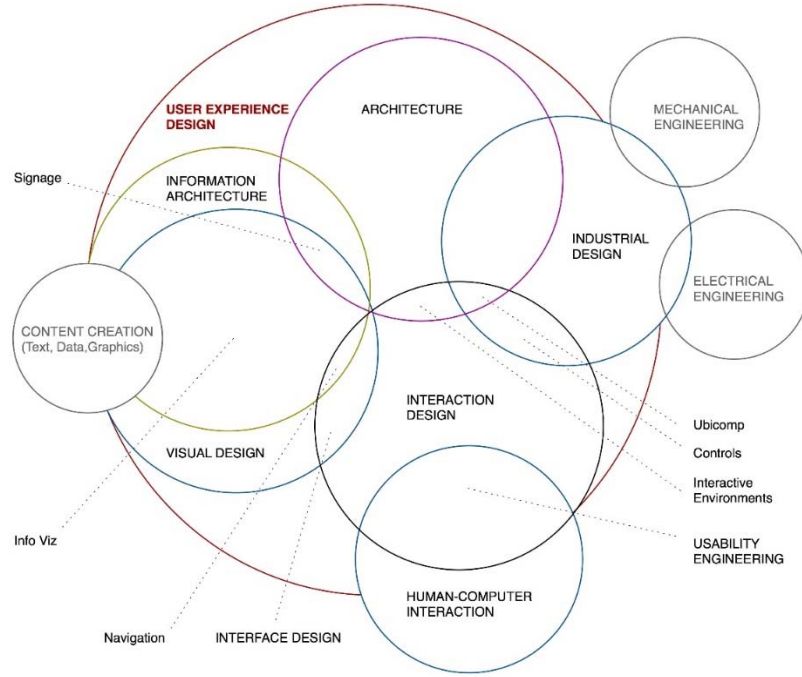 USER EXPERIENCE
DESIGN
ARCHITECTURE
MECHANICAL
ENGINEERING
Signage
INFORMATION
ARCHITECTURE
INDUSTRIAL
DESIGN
ELECTRICAL
ENGINEERING
CONTENT CREATION
(Text, Data,Graphics)
INTERACTION
DESIGN
VISUAL DESIGN
Ubicomp
Controls
Interactive
Environments
Info Viz
USABILITY
ENGINEERING
HUMAN-COMPUTER
INTERACTION
Navigation
INTERFACE DESIGN